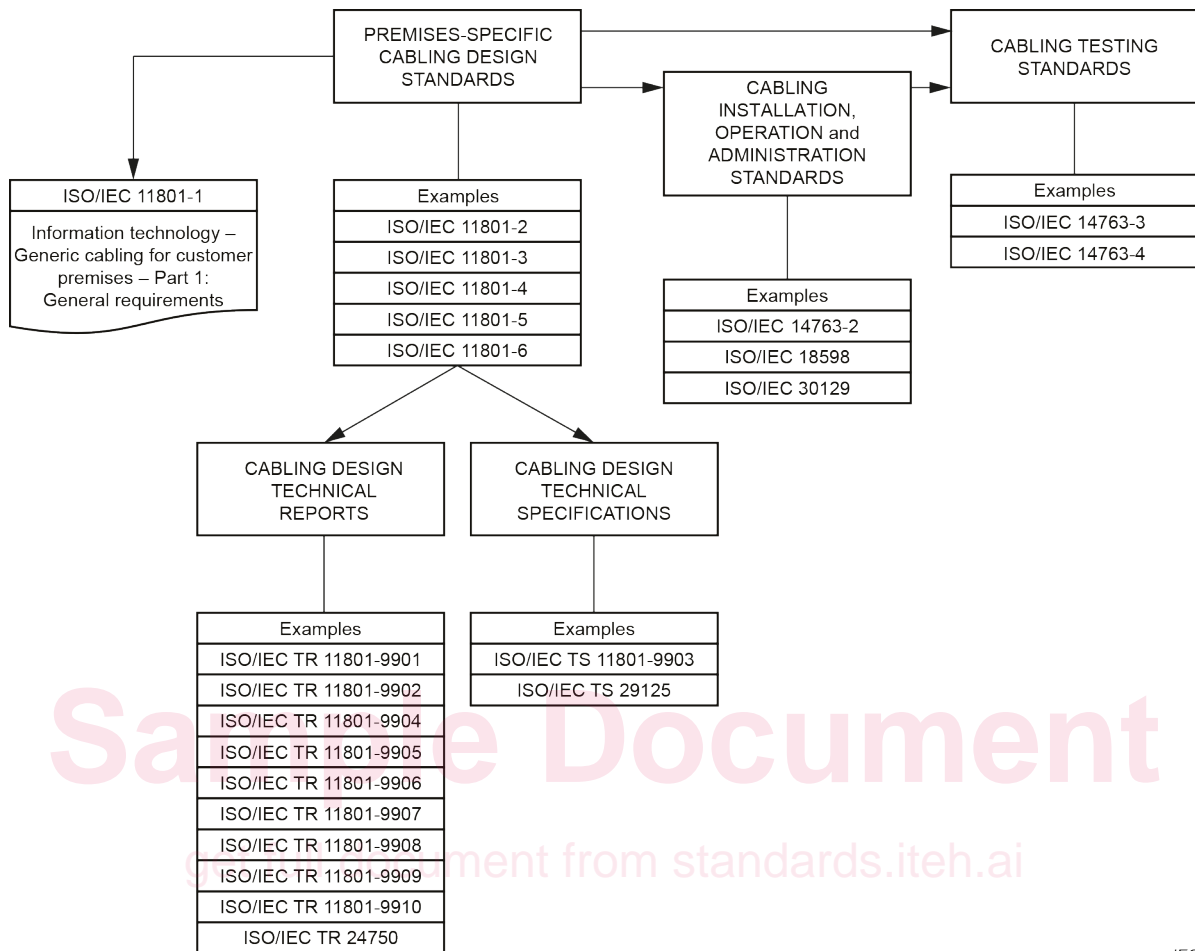 PREMISES-SPECIFIC
CABLING DESIGN
STANDARDS
CABLING TESTING
STANDARDS
CABLING
INSTALLATION,
OPERATION and
ADMINISTRATION
STANDARDS
ISO/IEC 11801-1
Information technology –
Generic cabling for customer
premises – Part 1:
General requirements
Examples
ISO/IEC 11801-2
ISO/IEC 11801-3
ISO/IEC 11801-4
ISO/IEC 11801-5
ISO/IEC 11801-6
Examples
ISO/IEC 14763-2
ISO/IEC 18598
ISO/IEC 30129
Examples
ISO/IEC 14763-3
ISO/IEC 14763-4
CABLING DESIGN
TECHNICAL
REPORTS
CABLING DESIGN
TECHNICAL
SPECIFICATIONS
Examples
ISO/IEC TR 11801-9901
ISO/IEC TR 11801-9902
ISO/IEC TR 11801-9904
ISO/IEC TR 11801-9905
ISO/IEC TR 11801-9906
ISO/IEC TR 11801-9907
ISO/IEC TR 11801-9908
ISO/IEC TR 11801-9909
ISO/IEC TR 11801-9910
ISO/IEC TR 24750
Examples
ISO/IEC TS 11801-9903
ISO/IEC TS 29125
Sample Document
get full document from standards.iteh.ai